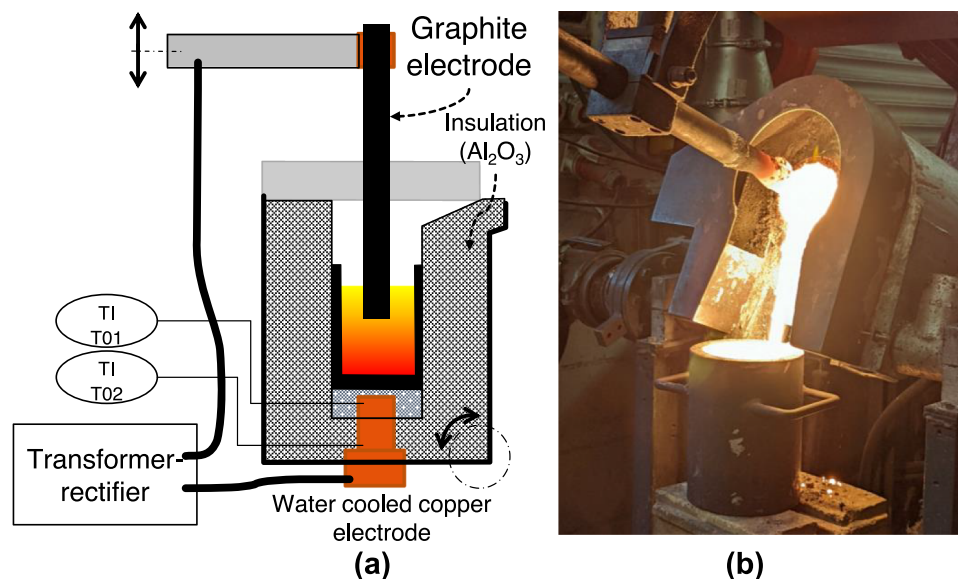 Graphite
electrode
Insulation
(Al₂O₃)
TI
T01
TI
T02
Transformer-
rectifier
Water cooled copper
electrode
(a)
(b)